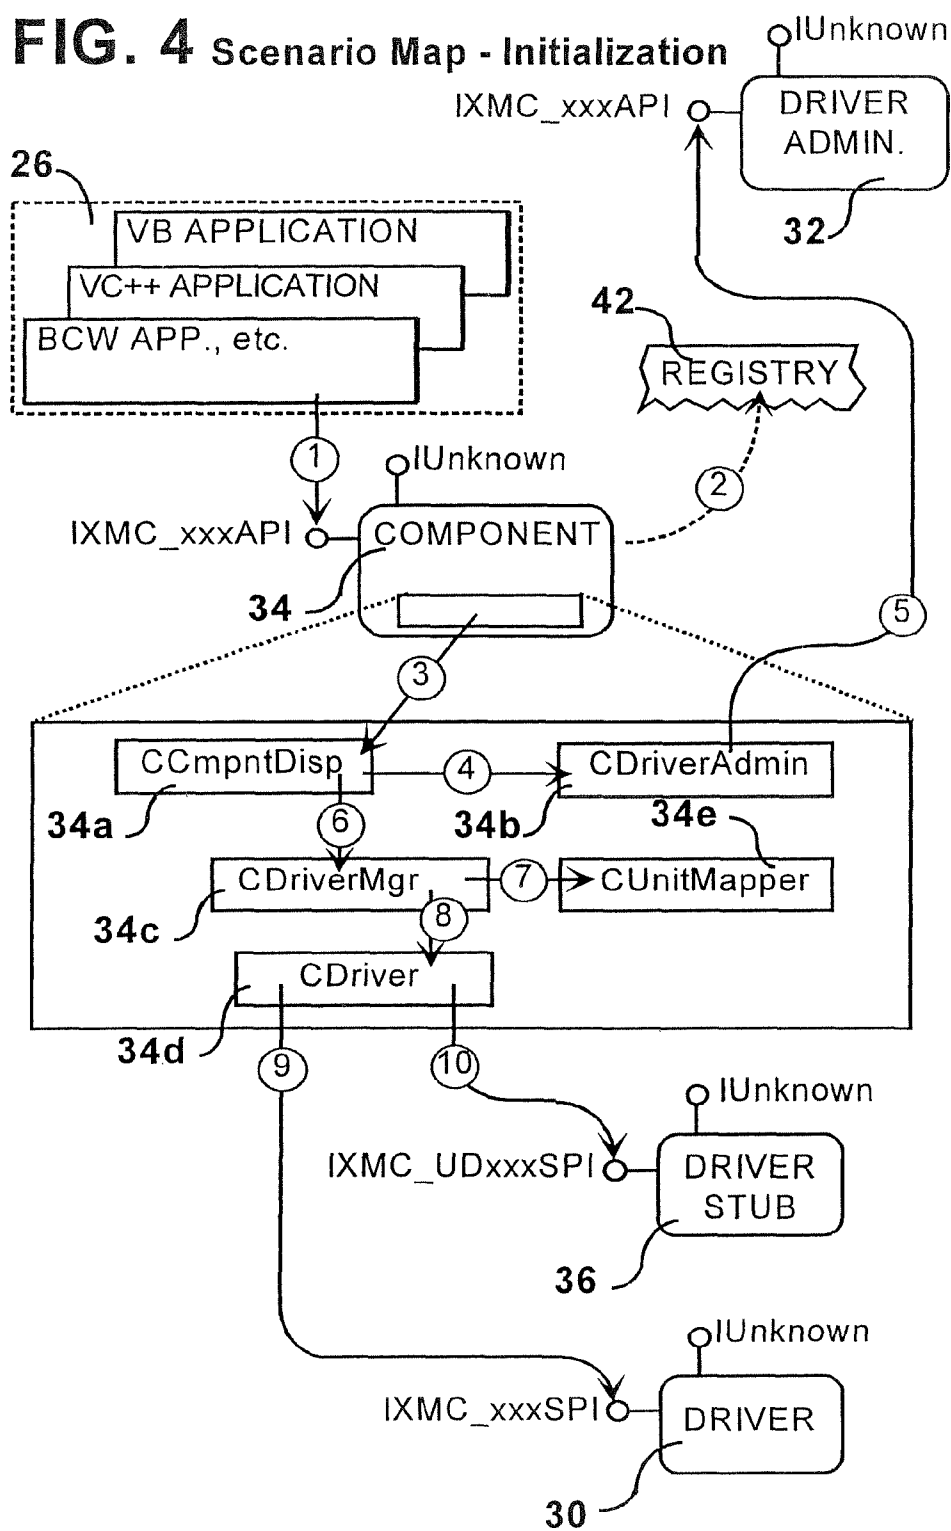 FIG. 4 Scenario Map - Initialization
IUnknown
IXMC_xxxAPI
DRIVER
ADMIN.
32
26
VB APPLICATION
VC++ APPLICATION
BCW APP., etc.
42
REGISTRY
1
IUnknown
2
IXMC_xxxAPI
COMPONENT
34
5
3
CCmpntDisp
4
CDriverAdmin
34a
6
34b
34e
CDriverMgr
7
CUnitMapper
34c
8
CDriver
34d
9
10
IUnknown
IXMC_UDxxxSPI
DRIVER
STUB
36
IUnknown
IXMC_xxxSPI
DRIVER
30